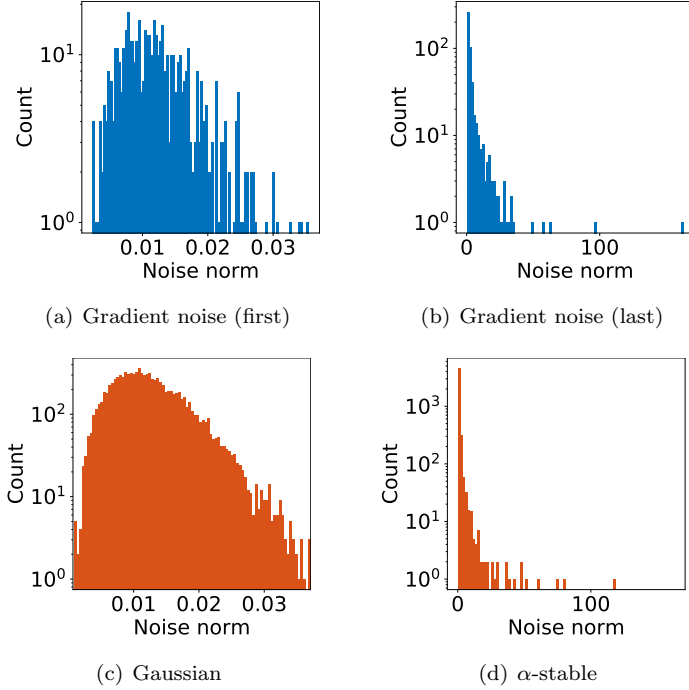 10¹
10⁰
Count
0.01 0.02 0.03
Noise norm
(a) Gradient noise (first)
10²
10¹
10⁰
Count
0 100
Noise norm
(b) Gradient noise (last)
10²
10¹
10⁰
Count
0.01 0.02 0.03
Noise norm
(c) Gaussian
10³
10²
10¹
10⁰
Count
0 100
Noise norm
(d) α-stable